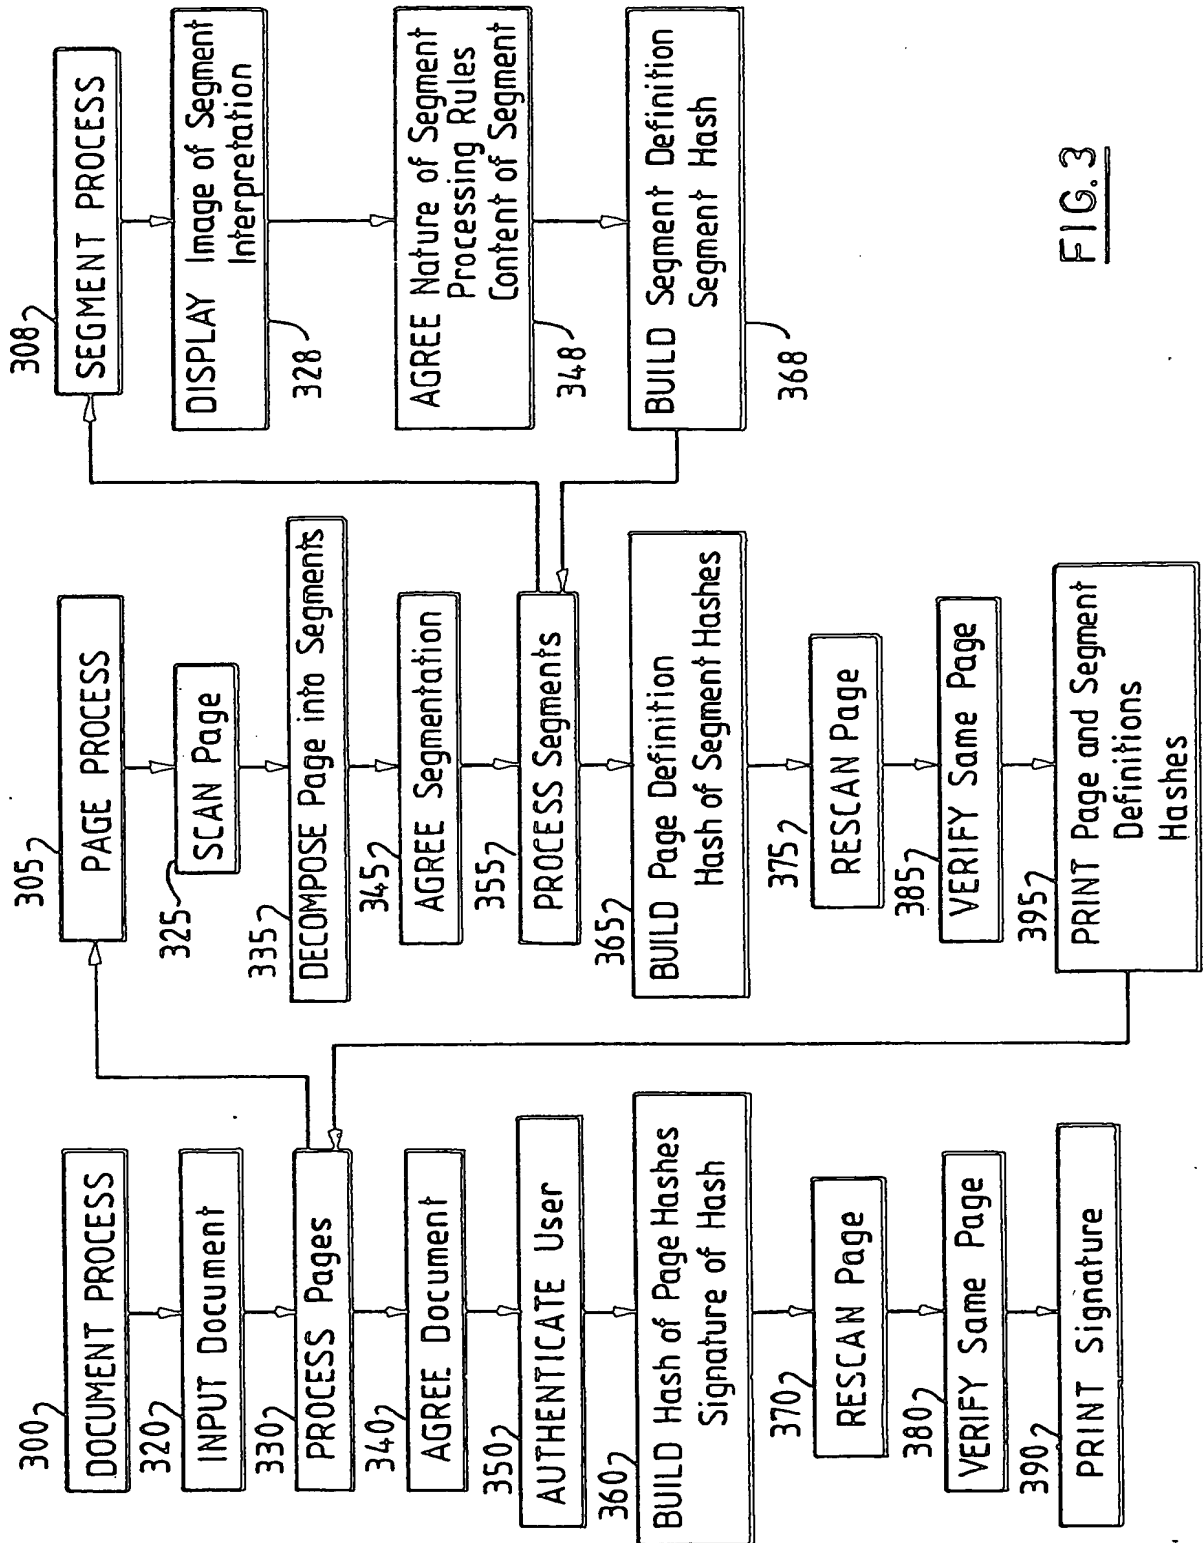 300
DOCUMENT PROCESS
320
INPUT Document
330
PROCESS Pages
340
AGREE Document
350
AUTHENTICATE User
360
BUILD Hash of Page Hashes
Signature of Hash
370
RESCAN Page
380
VERIFY Same Page
390
PRINT Signature
305
PAGE PROCESS
325
SCAN Page
335
DECOMPOSE Page into Segments
345
AGREE Segmentation
355
PROCESS Segments
365
BUILD Page Definition
Hash of Segment Hashes
375
RESCAN Page
385
VERIFY Same Page
395
PRINT Page and Segment
Definitions
Hashes
308
SEGMENT PROCESS
DISPLAY Image of Segment
Interpretation
328
AGREE Nature of Segment
Processing Rules
Content of Segment
348
BUILD Segment Definition
Segment Hash
368
FIG. 3